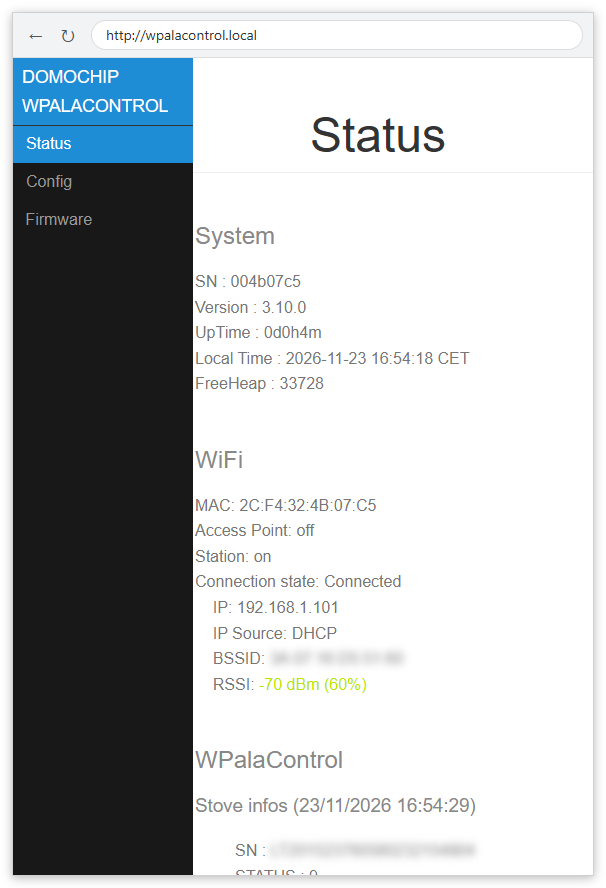 http://wpalacontrol.local
DOMOCHIP
WPALACONTROL
Status
Config
Firmware
Status
System
SN : 004b07c5
Version : 3.10.0
UpTime : 0d0h4m
Local Time : 2026-11-23 16:54:18 CET
FreeHeap : 33728
WiFi
MAC: 2C:F4:32:4B:07:C5
Access Point: off
Station: on
Connection state: Connected
IP: 192.168.1.101
IP Source: DHCP
BSSID:
RSSI: -70 dBm (60%)
WPalaControl
Stove infos (23/11/2026 16:54:29)
SN :
STATUS : 0